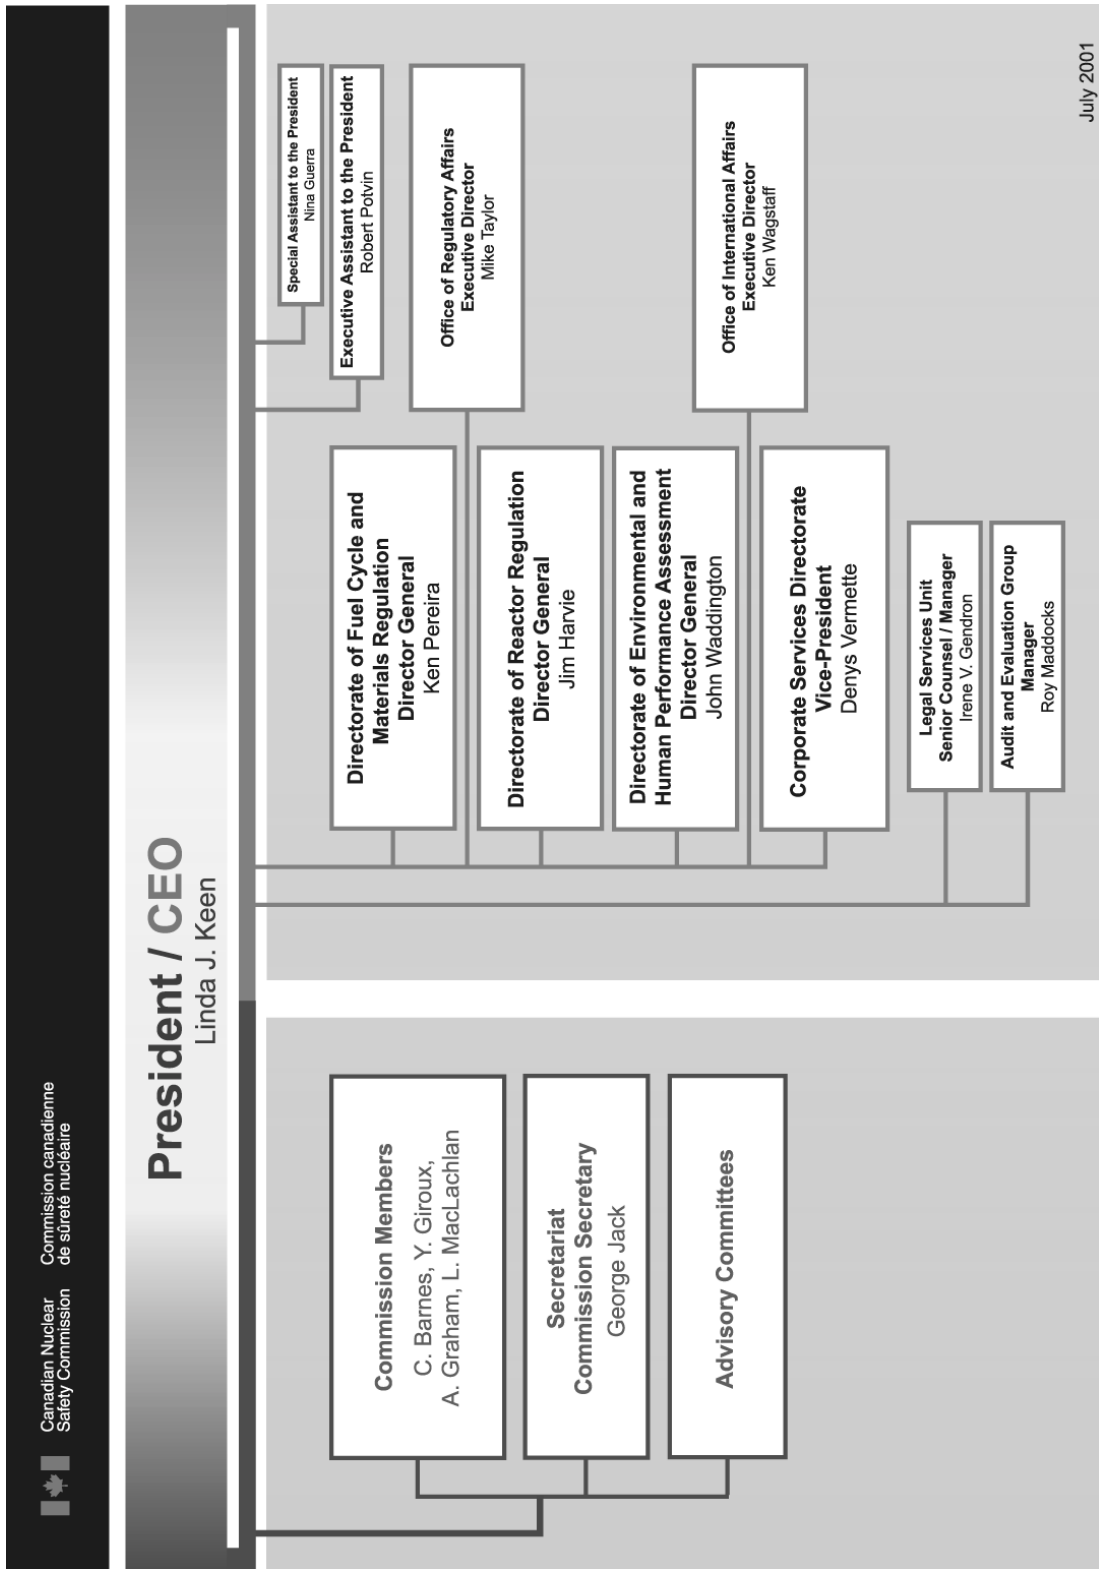 Canadian Nuclear
Safety Commission
Commission canadienne
de sûreté nucléaire
President / CEO
Linda J. Keen
Commission Members
C. Barnes, Y. Giroux,
A. Graham, L. MacLachlan
Secretariat
Commission Secretary
George Jack
Advisory Committees
Special Assistant to the President
Nina Guerra
Executive Assistant to the President
Robert Potvin
Directorate of Fuel Cycle and
Materials Regulation
Director General
Ken Pereira
Office of Regulatory Affairs
Executive Director
Mike Taylor
Directorate of Reactor Regulation
Director General
Jim Harvie
Directorate of Environmental and
Human Performance Assessment
Director General
John Waddington
Office of International Affairs
Executive Director
Ken Wagstaff
Corporate Services Directorate
Vice-President
Denys Vermette
Legal Services Unit
Senior Counsel / Manager
Irene V. Gendron
Audit and Evaluation Group
Manager
Roy Maddocks
July 2001